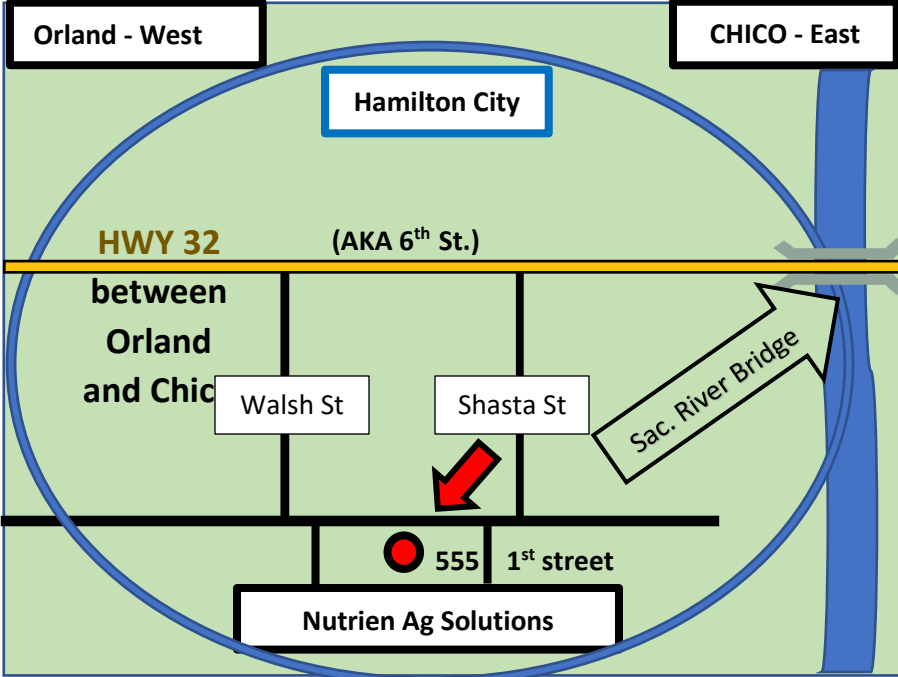 Orland - West
CHICO - East
Hamilton City
HWY 32
between
Orland
and Chic
(AKA 6th St.)
Walsh St
Shasta St
Sac. River Bridge
555 1st street
Nutrien Ag Solutions